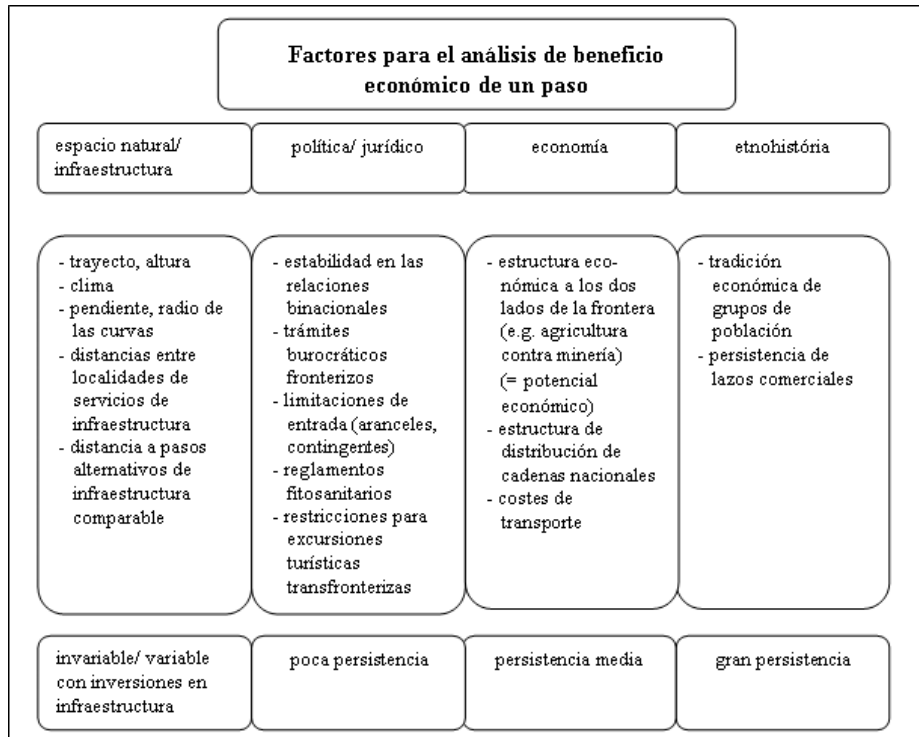 Factores para el análisis de beneficio
económico de un paso
espacio natural/
infraestructura
política/ jurídico
economía
etnohistória
- trayecto, altura
- clima
- pendiente, radio de
las curvas
- distancias entre
localidades de
servicios de
infraestructura
- distancia a pasos
alternativos de
infraestructura
comparable
- estabilidad en las
relaciones
binacionales
- trámites
burocráticos
fronterizos
- limitaciones de
entrada (aranceles,
contingentes)
- reglamentos
fitosanitarios
- restricciones para
excursiones
turísticas
transfronterizas
- estructura eco-
nómica a los dos
lados de la frontera
(e.g. agricultura
contra minería)
(= potencial
económico)
- estructura de
distribución de
cadenas nacionales
- costes de
transporte
- tradición
económica de
grupos de
población
- persistencia de
lazos comerciales
invariable/ variable
con inversiones en
infraestructura
poca persistencia
persistencia media
gran persistencia